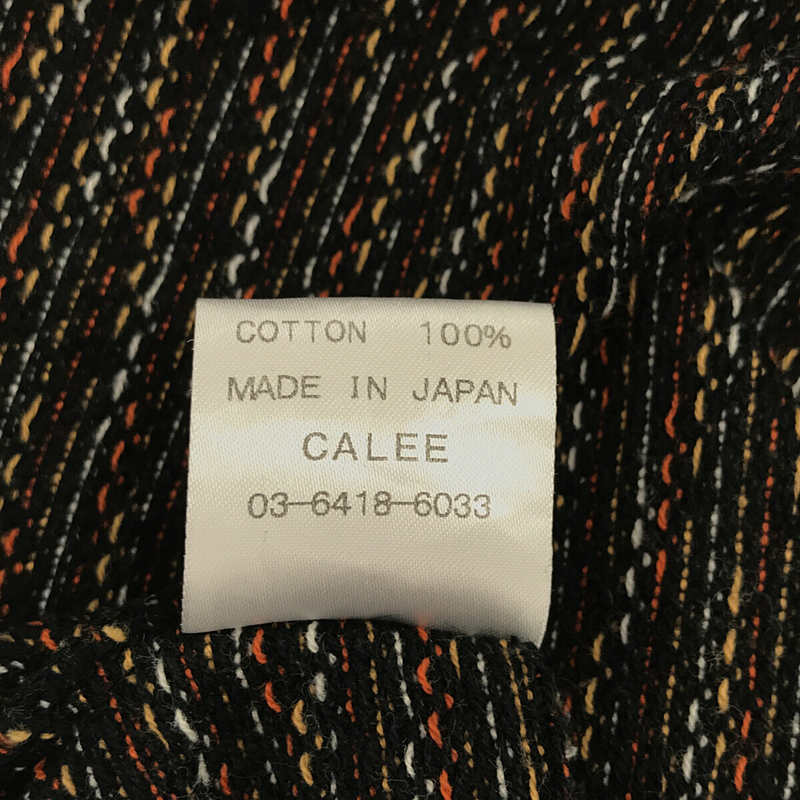 COTTON 100%
MADE IN JAPAN
CALEE
03-6418-6033